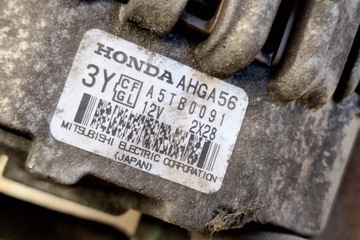 HONDA AHGA56
3Y CF GL A5TB0091
12V 2X28
MITSUBISHI ELECTRIC CORPORATION
(JAPAN)